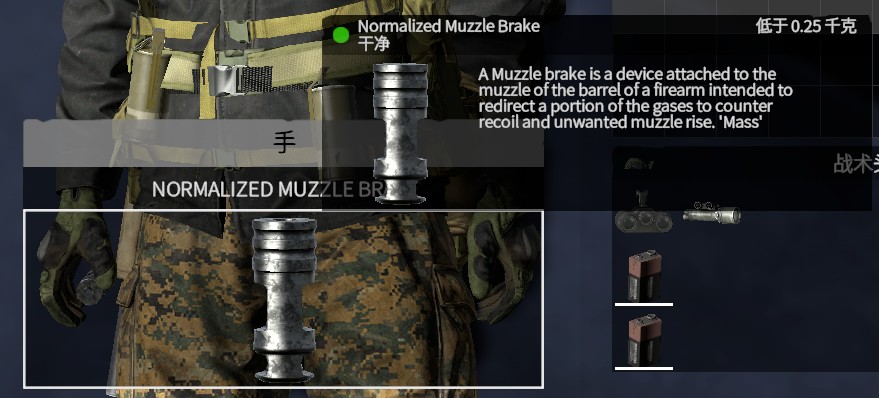 Normalized Muzzle Brake
低于 0.25 千克
干净
A Muzzle brake is a device attached to the
muzzle of the barrel of a firearm intended to
redirect a portion of the gases to counter
recoil and unwanted muzzle rise. 'Mass'
手
战术
NORMALIZED MUZZLE BR